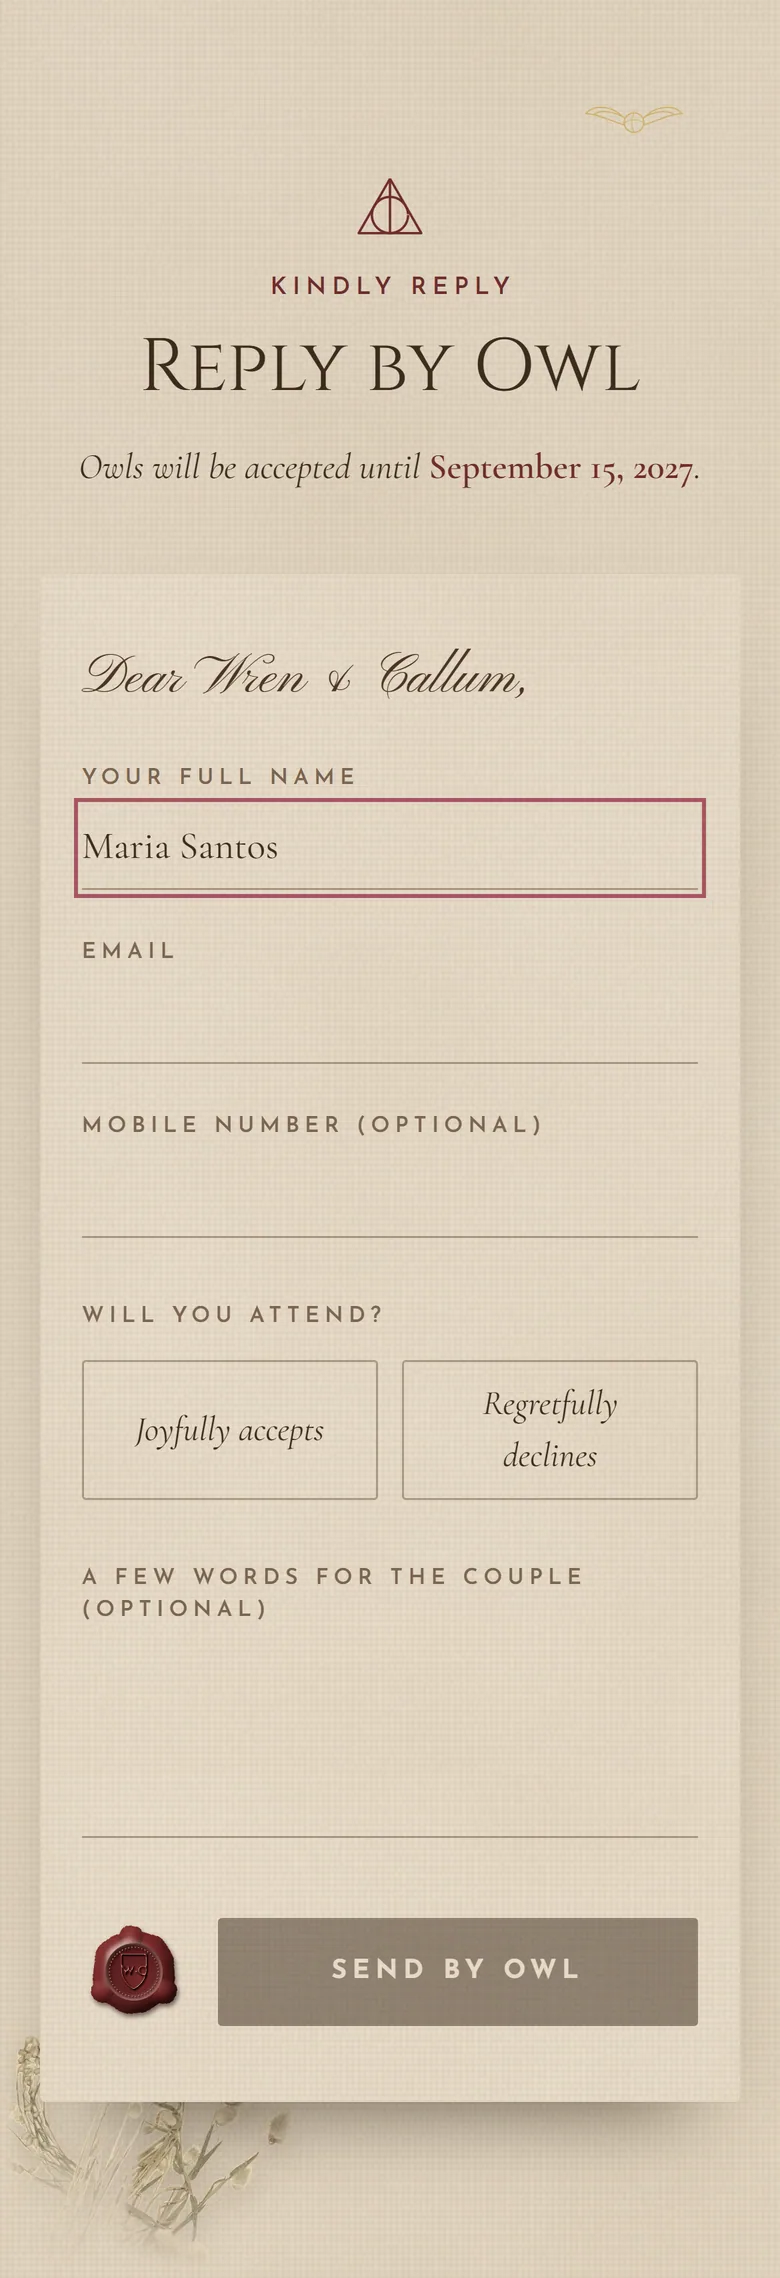 KINDLY REPLY
Reply by Owl
Owls will be accepted until September 15, 2027.
Dear Wren & Callum,
YOUR FULL NAME
Maria Santos
EMAIL
MOBILE NUMBER (OPTIONAL)
WILL YOU ATTEND?
Joyfully accepts
Regretfully
declines
A FEW WORDS FOR THE COUPLE
(OPTIONAL)
SEND BY OWL